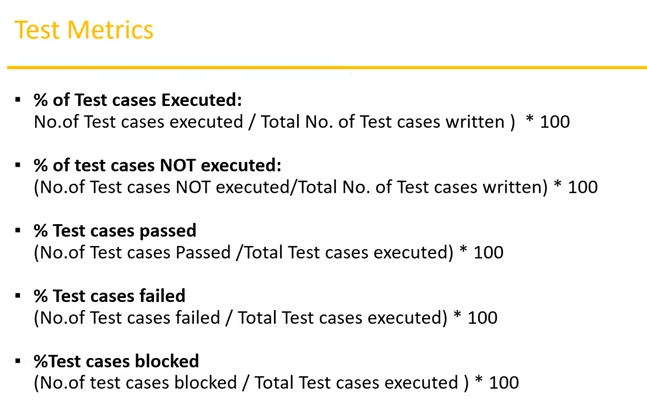 Test Metrics
▪ % of Test cases Executed:
No.of Test cases executed / Total No. of Test cases written ) * 100
▪ % of test cases NOT executed:
(No.of Test cases NOT executed/Total No. of Test cases written) * 100
▪ % Test cases passed
(No.of Test cases Passed /Total Test cases executed) * 100
▪ % Test cases failed
(No.of Test cases failed / Total Test cases executed) * 100
▪ %Test cases blocked
(No.of test cases blocked / Total Test cases executed ) * 100